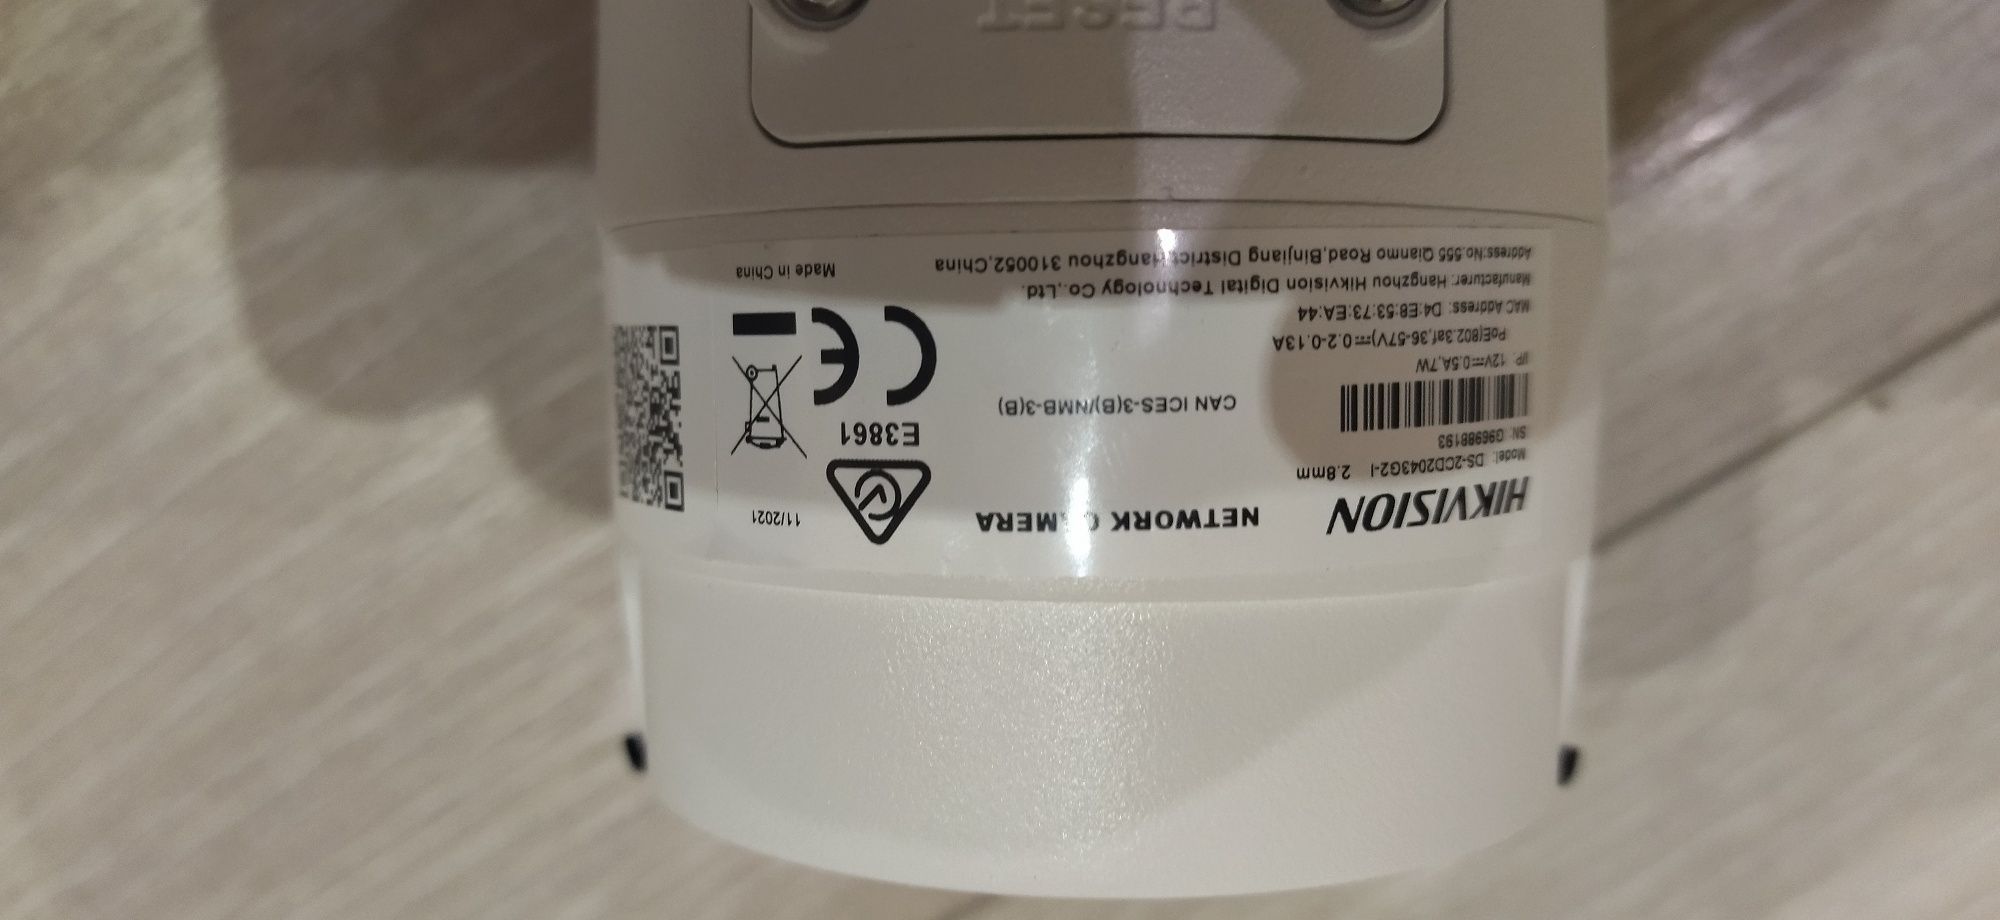 HIKVISION
NETWORK CAMERA
11/2021
Model: DS-2CD2043G2-I 2.8mm
SN: G96988193
E3861
CAN ICES-3(B)/NMB-3(B)
I/P: 12V⎓0.5A,7W
PoE(802.3af,36-57V)⎓0.2-0.13A
MAC Address: D4:E8:53:73:EA:44
CE
Manufacturer: Hangzhou Hikvision Digital Technology Co.,Ltd.
Address:No.555 Qianmo Road,Binjiang District,Hangzhou 310052,China
Made in China
RESET